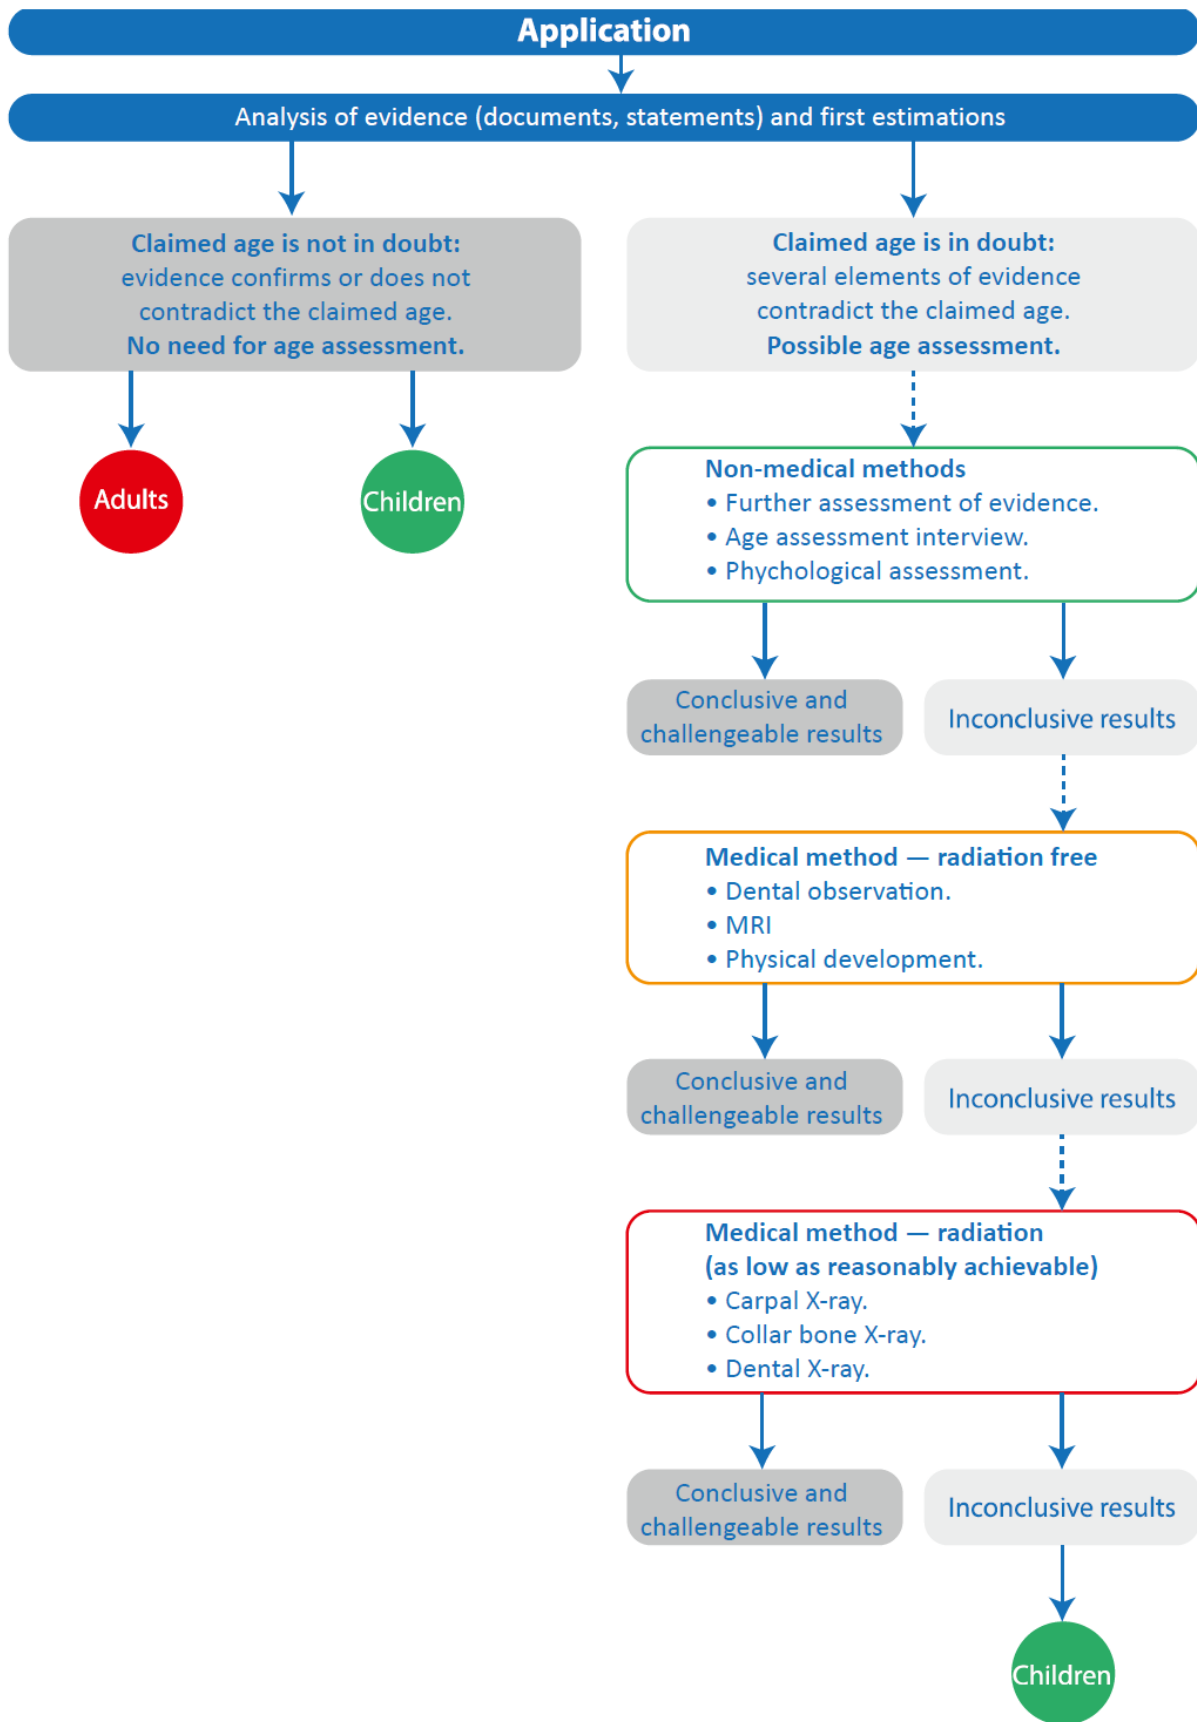 Application
Analysis of evidence (documents, statements) and first estimations
Claimed age is not in doubt:
evidence confirms or does not
contradict the claimed age.
No need for age assessment.
Claimed age is in doubt:
several elements of evidence
contradict the claimed age.
Possible age assessment.
Adults
Children
Non-medical methods
• Further assessment of evidence.
• Age assessment interview.
• Phychological assessment.
Conclusive and
challengeable results
Inconclusive results
Medical method — radiation free
• Dental observation.
• MRI
• Physical development.
Conclusive and
challengeable results
Inconclusive results
Medical method — radiation
(as low as reasonably achievable)
• Carpal X-ray.
• Collar bone X-ray.
• Dental X-ray.
Conclusive and
challengeable results
Inconclusive results
Children